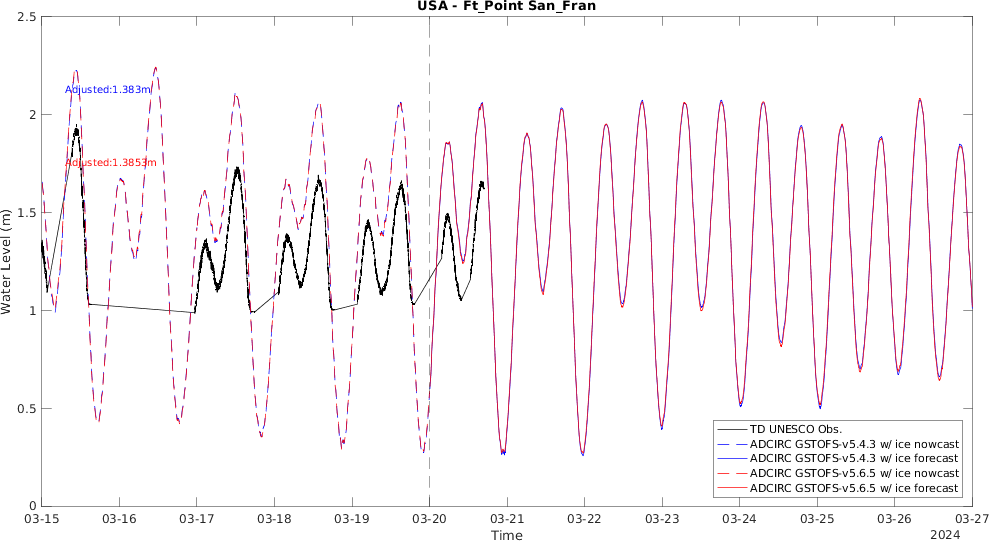 USA - Ft_Point San_Fran
2.5
2
1.5
1
0.5
0
Water Level (m)
Adjusted:1.383m
Adjusted:1.3853m
TD UNESCO Obs.
ADCIRC GSTOFS-v5.4.3 w/ ice nowcast
ADCIRC GSTOFS-v5.4.3 w/ ice forecast
ADCIRC GSTOFS-v5.6.5 w/ ice nowcast
ADCIRC GSTOFS-v5.6.5 w/ ice forecast
03-15 03-16 03-17 03-18 03-19 03-20 03-21 03-22 03-23 03-24 03-25 03-26 03-27
Time
2024